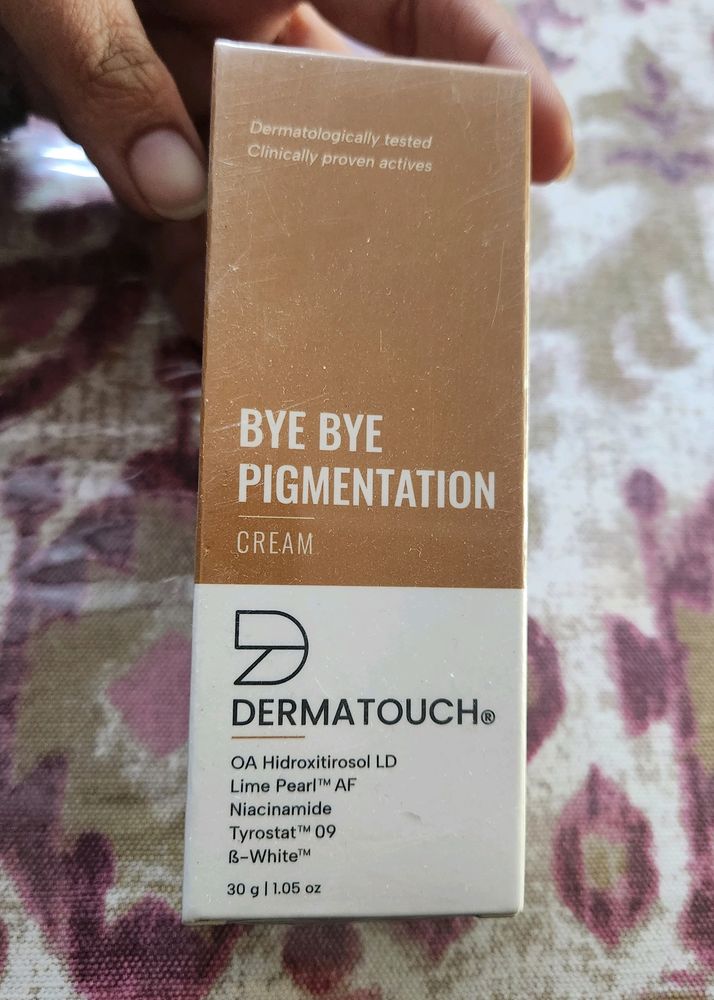 Dermatologically tested
Clinically proven actives
BYE BYE
PIGMENTATION
CREAM
DERMATOUCH®
OA Hidroxitirosol LD
Lime Pearl™ AF
Niacinamide
Tyrostat™ 09
ß-White™
30 g | 1.05 oz